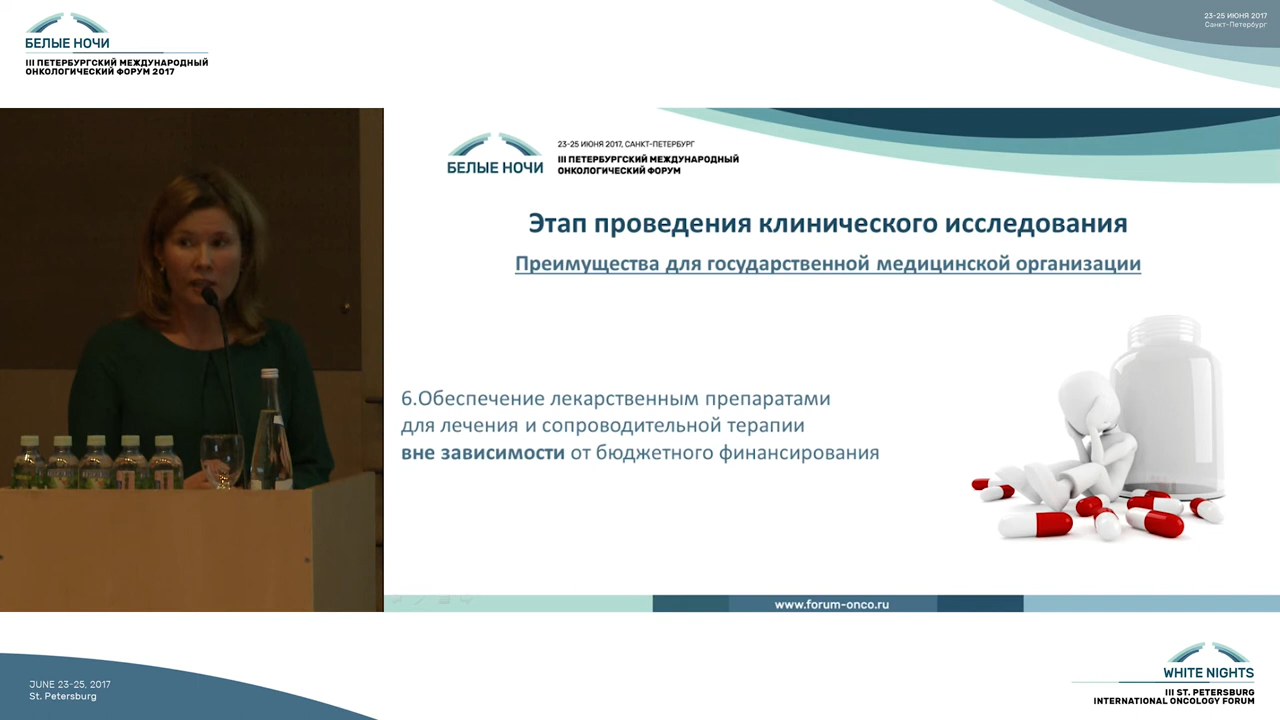 БЕЛЫЕ НОЧИ
III ПЕТЕРБУРГСКИЙ МЕЖДУНАРОДНЫЙ
ОНКОЛОГИЧЕСКИЙ ФОРУМ 2017
23-25 ИЮНЯ 2017
Санкт-Петербург
БЕЛЫЕ НОЧИ
23-25 ИЮНЯ 2017, САНКТ-ПЕТЕРБУРГ
III ПЕТЕРБУРГСКИЙ МЕЖДУНАРОДНЫЙ
ОНКОЛОГИЧЕСКИЙ ФОРУМ
Этап проведения клинического исследования
Преимущества для государственной медицинской организации
6.Обеспечение лекарственным препаратами
для лечения и сопроводительной терапии
вне зависимости от бюджетного финансирования
www.forum-onco.ru
JUNE 23-25, 2017
St. Petersburg
WHITE NIGHTS
III ST. PETERSBURG
INTERNATIONAL ONCOLOGY FORUM